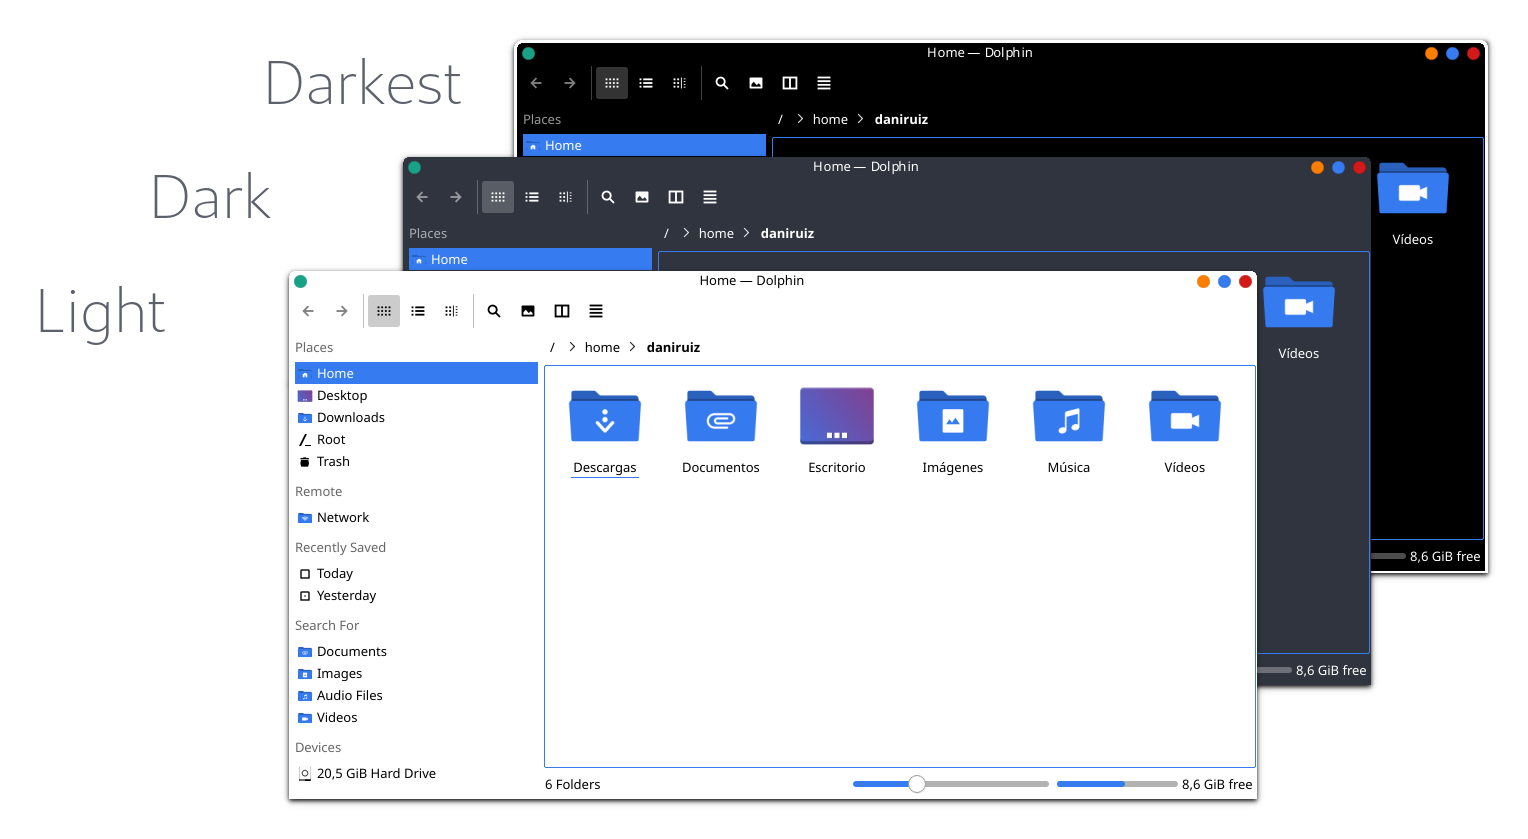 Darkest
Home — Dolphin
Places
/ > home > daniruiz
Home
Vídeos
8,6 GiB free
Dark
Home — Dolphin
Places
/ > home > daniruiz
Home
Vídeos
8,6 GiB free
Light
Home — Dolphin
Places
/ > home > daniruiz
Home
Desktop
Downloads
Root
Trash
Remote
Network
Recently Saved
Today
Yesterday
Search For
Documents
Images
Audio Files
Videos
Devices
20,5 GiB Hard Drive
Descargas Documentos Escritorio Imágenes Música Vídeos
6 Folders 8,6 GiB free